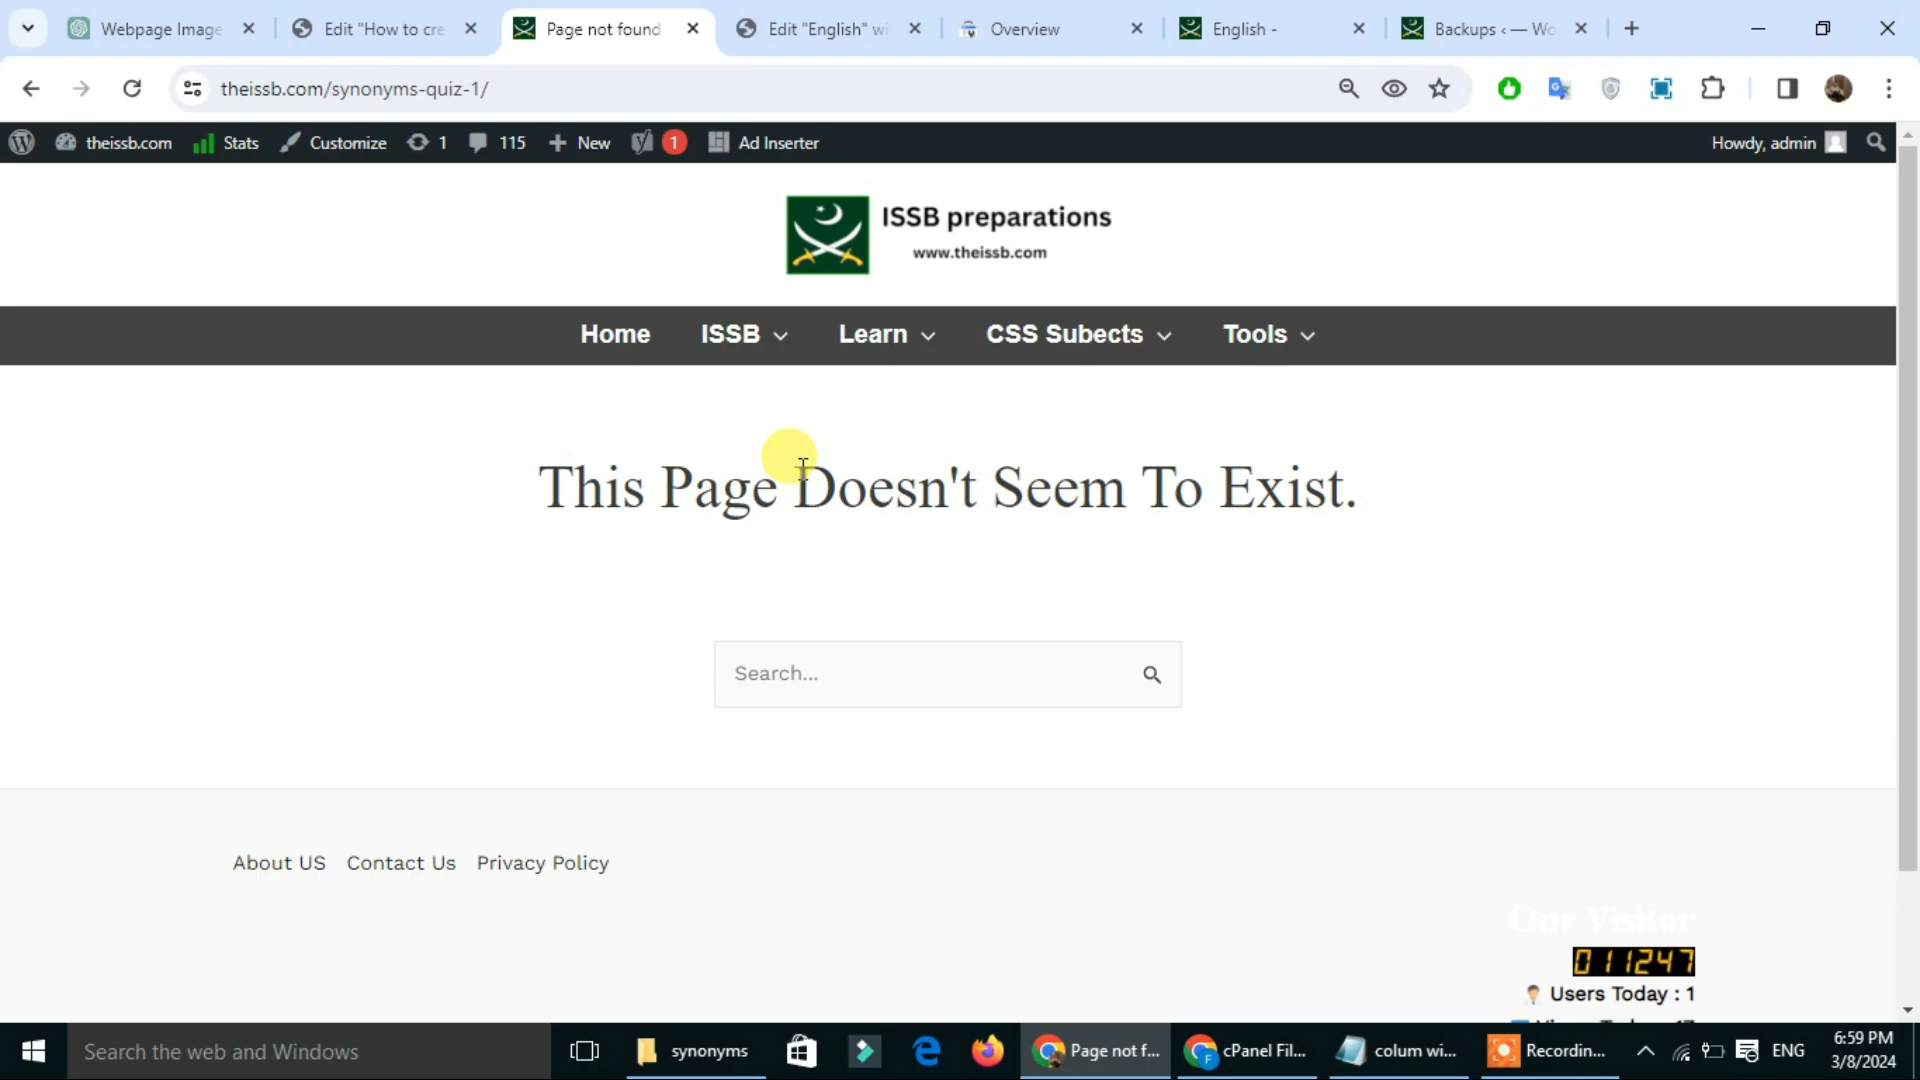 Webpage Image
Edit "How to cre
Page not found
Edit "English" wi
Overview
English -
Backups ‹ — Wo
theissb.com/synonyms-quiz-1/
theissb.com
Stats
Customize
1
115
New
1
Ad Inserter
Howdy, admin
ISSB preparations
www.theissb.com
Home
ISSB
Learn
CSS Subects
Tools
This Page Doesn't Seem To Exist.
Search...
About US
Contact Us
Privacy Policy
Our Visitor
011247
Users Today : 1
Search the web and Windows
synonyms
Page not f...
cPanel Fil...
colum wi...
Recordin...
ENG
6:59 PM
3/8/2024